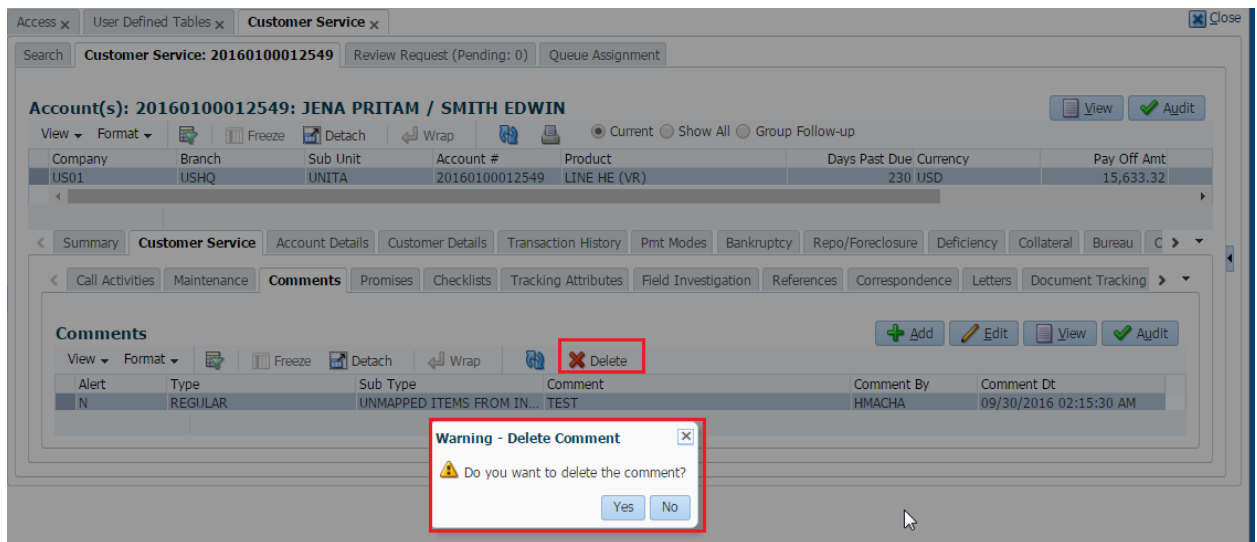 Access x User Defined Tables x Customer Service x Close
Search Customer Service: 20160100012549 Review Request (Pending: 0) Queue Assignment
Account(s): 20160100012549: JENA PRITAM / SMITH EDWIN View Audit
View Format Freeze Detach Wrap Current Show All Group Follow-up
Company Branch Sub Unit Account # Product Days Past Due Currency Pay Off Amt
US01 USHQ UNITA 20160100012549 LINE HE (VR) 230 USD 15,633.32
Summary Customer Service Account Details Customer Details Transaction History Pmt Modes Bankruptcy Repo/Foreclosure Deficiency Collateral Bureau C
Call Activities Maintenance Comments Promises Checklists Tracking Attributes Field Investigation References Correspondence Letters Document Tracking
Comments Add Edit View Audit
View Format Freeze Detach Wrap Delete
Alert Type Sub Type Comment Comment By Comment Dt
N REGULAR UNMAPPED ITEMS FROM IN... TEST HMACHA 09/30/2016 02:15:30 AM
Warning - Delete Comment
Do you want to delete the comment?
Yes No